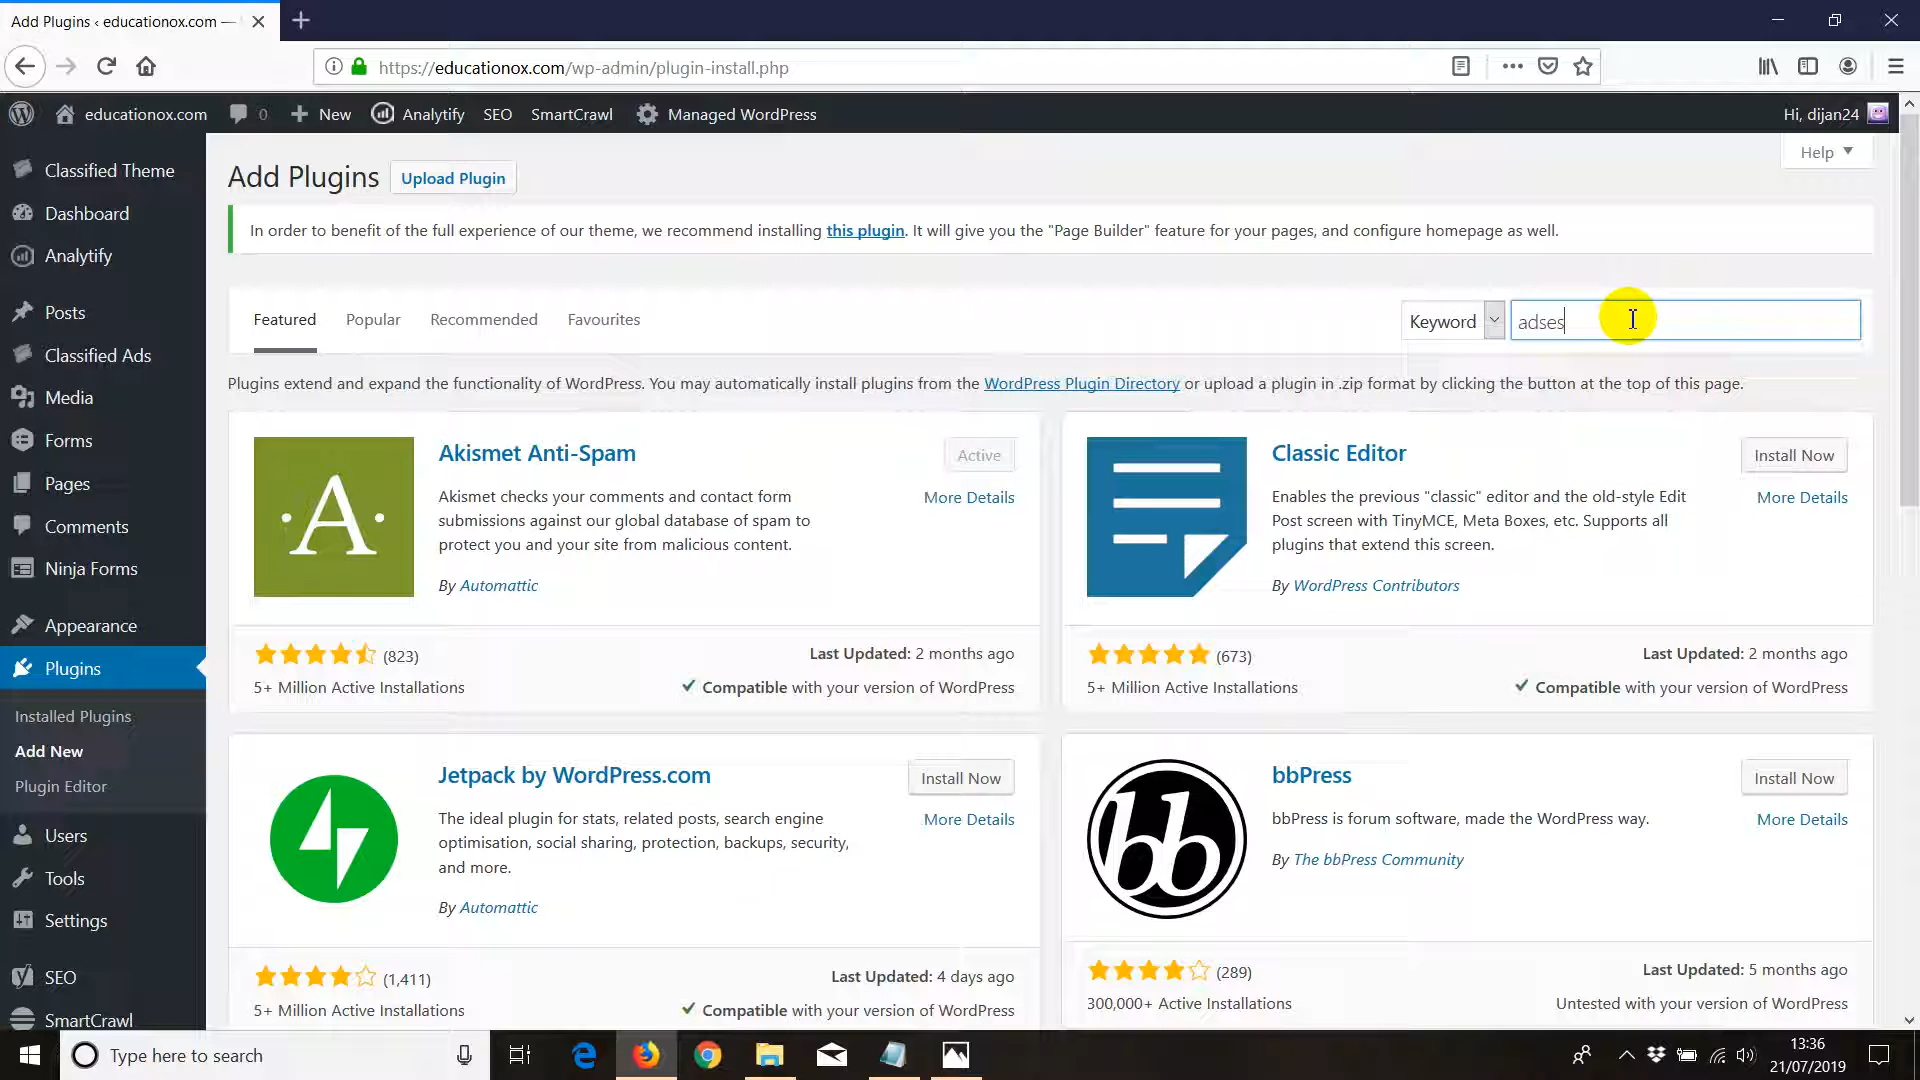 Add Plugins ‹ educationox.com —
https://educationox.com/wp-admin/plugin-install.php
educationox.com
0
New
Analytify
SEO
SmartCrawl
Managed WordPress
Hi, dijan24
Classified Theme
Dashboard
Analytify
Posts
Classified Ads
Media
Forms
Pages
Comments
Ninja Forms
Appearance
Plugins
Installed Plugins
Add New
Plugin Editor
Users
Tools
Settings
SEO
SmartCrawl
Help
Add Plugins
Upload Plugin
In order to benefit of the full experience of our theme, we recommend installing this plugin. It will give you the "Page Builder" feature for your pages, and configure homepage as well.
Featured
Popular
Recommended
Favourites
Keyword
adses
Plugins extend and expand the functionality of WordPress. You may automatically install plugins from the WordPress Plugin Directory or upload a plugin in .zip format by clicking the button at the top of this page.
A
Akismet Anti-Spam
Active
More Details
Akismet checks your comments and contact form
submissions against our global database of spam to
protect you and your site from malicious content.
By Automattic
(823)
Last Updated: 2 months ago
5+ Million Active Installations
Compatible with your version of WordPress
Classic Editor
Install Now
More Details
Enables the previous "classic" editor and the old-style Edit
Post screen with TinyMCE, Meta Boxes, etc. Supports all
plugins that extend this screen.
By WordPress Contributors
(673)
Last Updated: 2 months ago
5+ Million Active Installations
Compatible with your version of WordPress
Jetpack by WordPress.com
Install Now
More Details
The ideal plugin for stats, related posts, search engine
optimisation, social sharing, protection, backups, security,
and more.
By Automattic
(1,411)
Last Updated: 4 days ago
5+ Million Active Installations
Compatible with your version of WordPress
bb
bbPress
Install Now
More Details
bbPress is forum software, made the WordPress way.
By The bbPress Community
(289)
Last Updated: 5 months ago
300,000+ Active Installations
Untested with your version of WordPress
Type here to search
13:36
21/07/2019